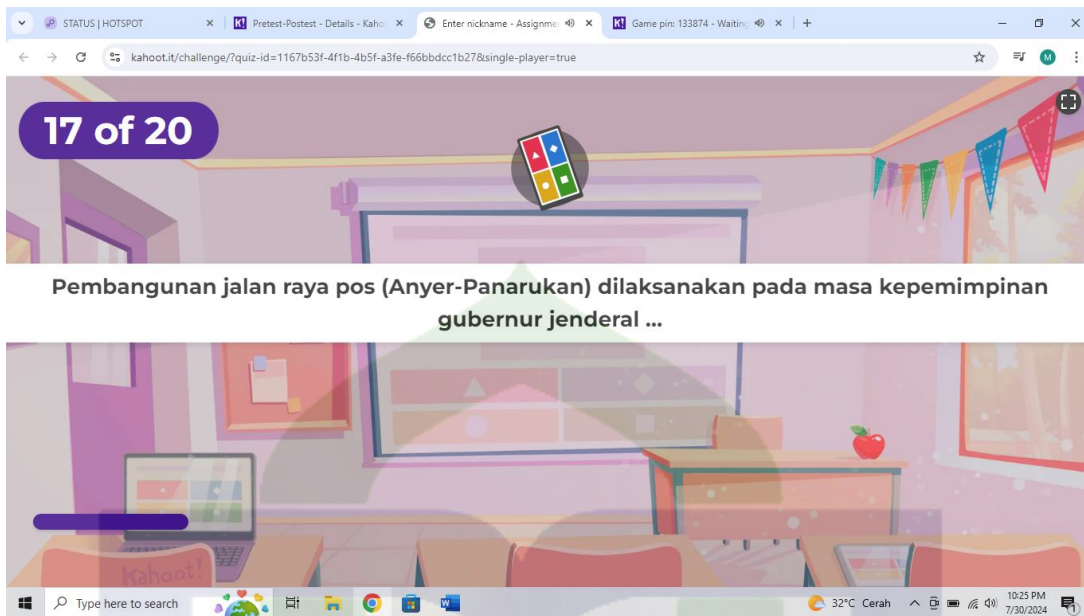 STATUS | HOTSPOT
Pretest-Postest - Details - Kaho
Enter nickname - Assignme
Game pin: 133874 - Waiting
kahoot.it/challenge/?quiz-id=1167b53f-4f1b-4b5f-a3fe-f66bbdcc1b27&single-player=true
M
17 of 20
Pembangunan jalan raya pos (Anyer-Panarukan) dilaksanakan pada masa kepemimpinan
gubernur jenderal ...
Kahoot!
Type here to search
32°C Cerah
10:25 PM
7/30/2024